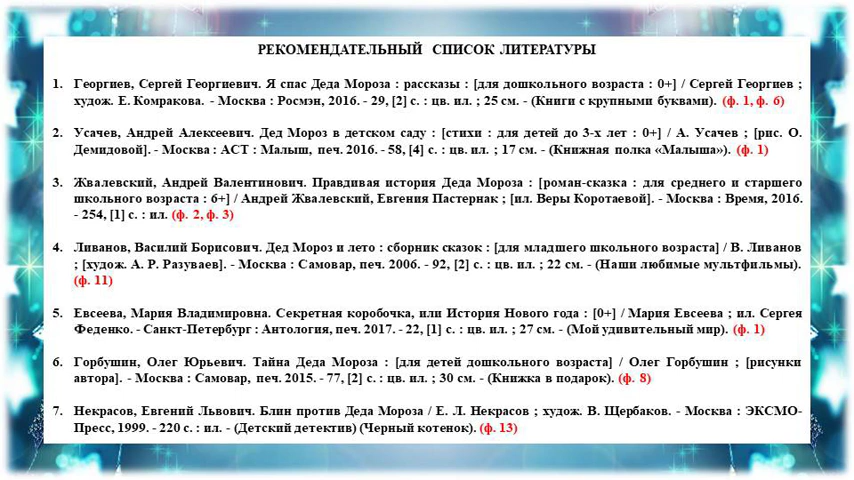 РЕКОМЕНДАТЕЛЬНЫЙ СПИСОК ЛИТЕРАТУРЫ
1. Георгиев, Сергей Георгиевич. Я спас Деда Мороза : рассказы : [для дошкольного возраста : 0+] / Сергей Георгиев ;
худож. Е. Комракова. - Москва : Росмэн, 2016. - 29, [2] с. : цв. ил. ; 25 см. - (Книги с крупными буквами). (ф. 1, ф. 6)
2. Усачев, Андрей Алексеевич. Дед Мороз в детском саду : [стихи : для детей до 3-х лет : 0+] / А. Усачев ; [рис. О.
Демидовой]. - Москва : АСТ : Малыш, печ. 2016. - 58, [4] с. : цв. ил. ; 17 см. - (Книжная полка «Малыша»). (ф. 1)
3. Жвалевский, Андрей Валентинович. Правдивая история Деда Мороза : [роман-сказка : для среднего и старшего
школьного возраста : 6+] / Андрей Жвалевский, Евгения Пастернак ; [ил. Веры Коротаевой]. - Москва : Время, 2016.
- 254, [1] с. : ил. (ф. 2, ф. 3)
4. Ливанов, Василий Борисович. Дед Мороз и лето : сборник сказок : [для младшего школьного возраста] / В. Ливанов
; [худож. А. Р. Разуваев]. - Москва : Самовар, печ. 2006. - 92, [2] с. : цв. ил. ; 22 см. - (Наши любимые мультфильмы).
(ф. 11)
5. Евсеева, Мария Владимировна. Секретная коробочка, или История Нового года : [0+] / Мария Евсеева ; ил. Сергея
Феденко. - Санкт-Петербург : Антология, печ. 2017. - 22, [1] с. : цв. ил. ; 27 см. - (Мой удивительный мир). (ф. 1)
6. Горбушин, Олег Юрьевич. Тайна Деда Мороза : [для детей дошкольного возраста] / Олег Горбушин ; [рисунки
автора]. - Москва : Самовар, печ. 2015. - 77, [2] с. : цв. ил. ; 30 см. - (Книжка в подарок). (ф. 8)
7. Некрасов, Евгений Львович. Блин против Деда Мороза / Е. Л. Некрасов ; худож. В. Щербаков. - Москва : ЭКСМО-
Пресс, 1999. - 220 с. : ил. - (Детский детектив) (Черный котенок). (ф. 13)